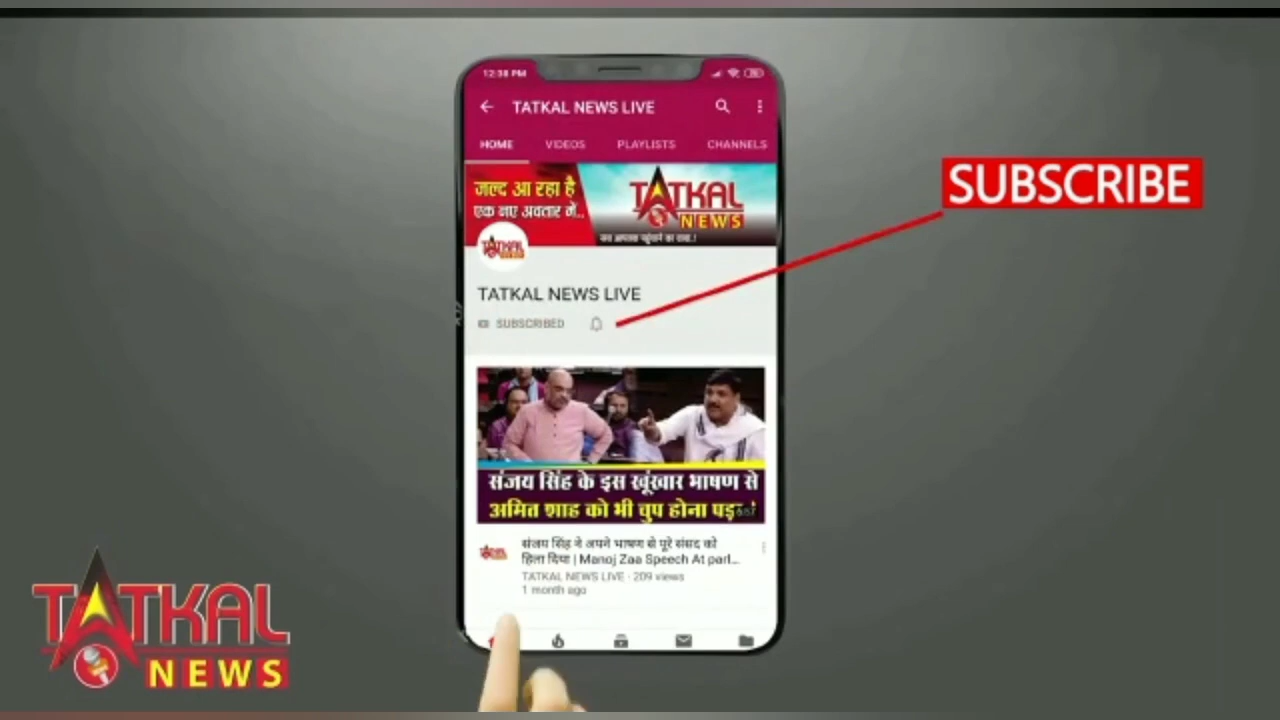 12:38 PM
TATKAL NEWS LIVE
HOME VIDEOS PLAYLISTS CHANNELS
जल्द आ रहा है
एक नए अवतार में..
TATKAL
NEWS
SUBSCRIBE
TATKAL NEWS LIVE
SUBSCRIBED
संजय सिंह के इस खूंखार भाषण से
अमित शाह को भी चुप होना पड़
संजय सिंह ने अपने भाषण से पूरे संसद को
हिला दिया | Manoj Zaa Speech At parl...
TATKAL NEWS LIVE · 209 views
1 month ago
TATKAL
NEWS